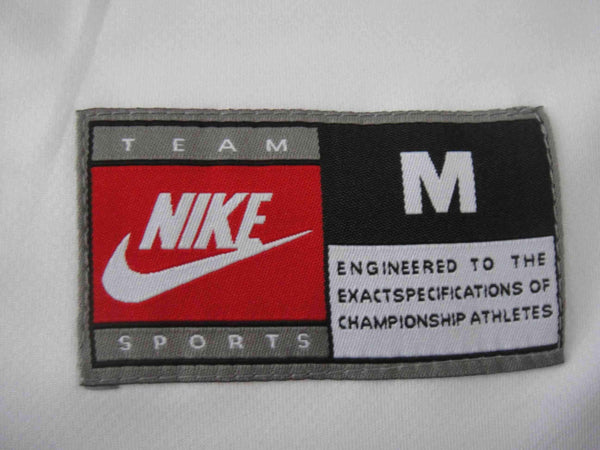 TEAM
NIKE
SPORTS
M
ENGINEERED TO THE
EXACTSPECIFICATIONS OF
CHAMPIONSHIP ATHLETES